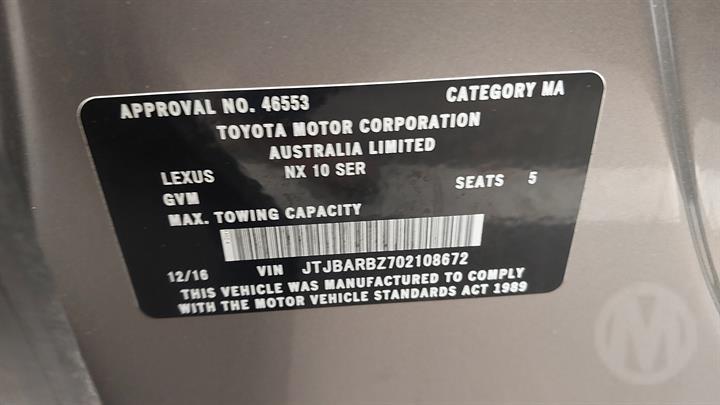 APPROVAL NO. 46553 CATEGORY MA
TOYOTA MOTOR CORPORATION
AUSTRALIA LIMITED
LEXUS NX 10 SER
GVM SEATS 5
MAX. TOWING CAPACITY
12/16 VIN JTJBARBZ702108672
THIS VEHICLE WAS MANUFACTURED TO COMPLY
WITH THE MOTOR VEHICLE STANDARDS ACT 1989
M